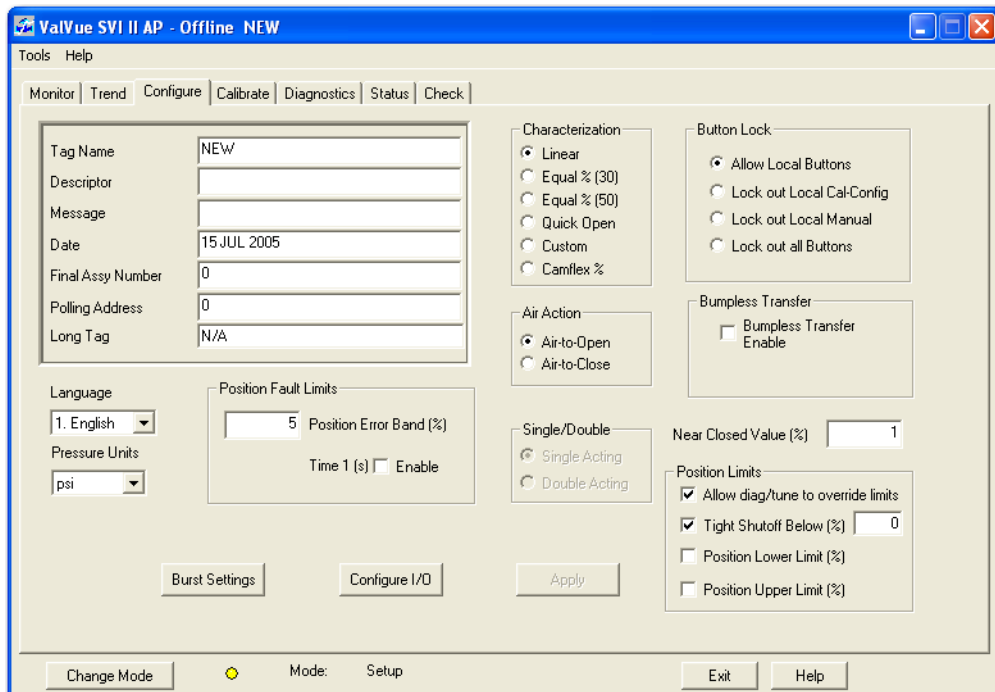 ValVue SVI II AP - Offline NEW
Tools Help
Monitor Trend Configure Calibrate Diagnostics Status Check
Tag Name NEW
Descriptor
Message
Date 15 JUL 2005
Final Assy Number 0
Polling Address 0
Long Tag N/A
Characterization
Linear
Equal % (30)
Equal % (50)
Quick Open
Custom
Camflex %
Button Lock
Allow Local Buttons
Lock out Local Cal-Config
Lock out Local Manual
Lock out all Buttons
Air Action
Air-to-Open
Air-to-Close
Bumpless Transfer
Bumpless Transfer
Enable
Language
1. English
Pressure Units
psi
Position Fault Limits
5 Position Error Band (%)
Time 1 (s) Enable
Single/Double
Single Acting
Double Acting
Near Closed Value (%) 1
Position Limits
Allow diag/tune to override limits
Tight Shutoff Below (%) 0
Position Lower Limit (%)
Position Upper Limit (%)
Burst Settings Configure I/O Apply
Change Mode Mode: Setup Exit Help